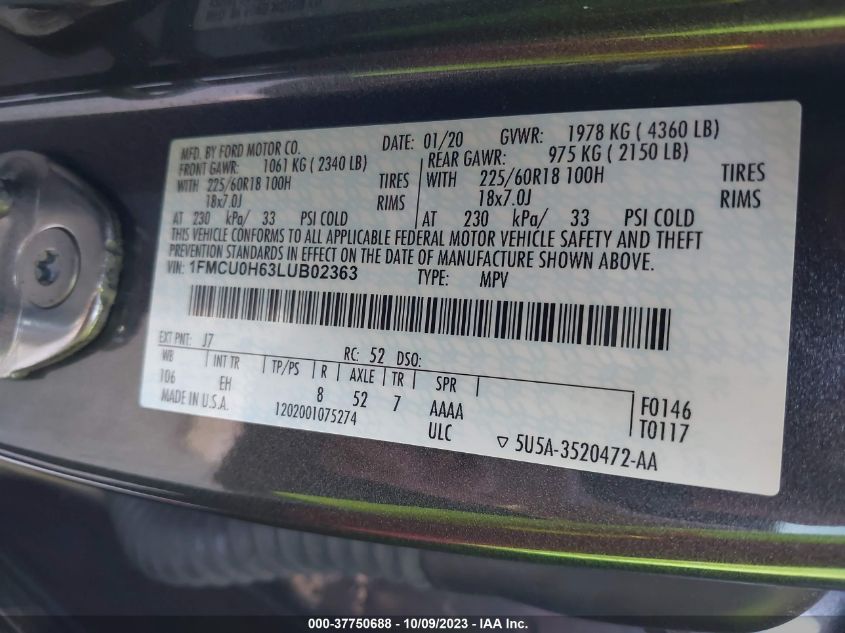 MFD. BY FORD MOTOR CO. DATE: 01/20 GVWR: 1978 KG ( 4360 LB)
FRONT GAWR: 1061 KG ( 2340 LB) REAR GAWR: 975 KG ( 2150 LB)
WITH 225/60R18 100H TIRES WITH 225/60R18 100H TIRES
18x7.0J RIMS 18x7.0J RIMS
AT 230 kPa/ 33 PSI COLD AT 230 kPa/ 33 PSI COLD
THIS VEHICLE CONFORMS TO ALL APPLICABLE FEDERAL MOTOR VEHICLE SAFETY AND THEFT
PREVENTION STANDARDS IN EFFECT ON THE DATE OF MANUFACTURE SHOWN ABOVE.
VIN: 1FMCU0H63LUB02363 TYPE: MPV
EXT PNT: J7 RC: 52 DSO:
WB INT TR TP/PS R AXLE TR SPR
106 EH 8 52 7 AAAA F0146
MADE IN U.S.A. 1202001075274 ULC T0117
▽ 5U5A-3520472-AA
000-37750688 - 10/09/2023 - www.iaai.com.